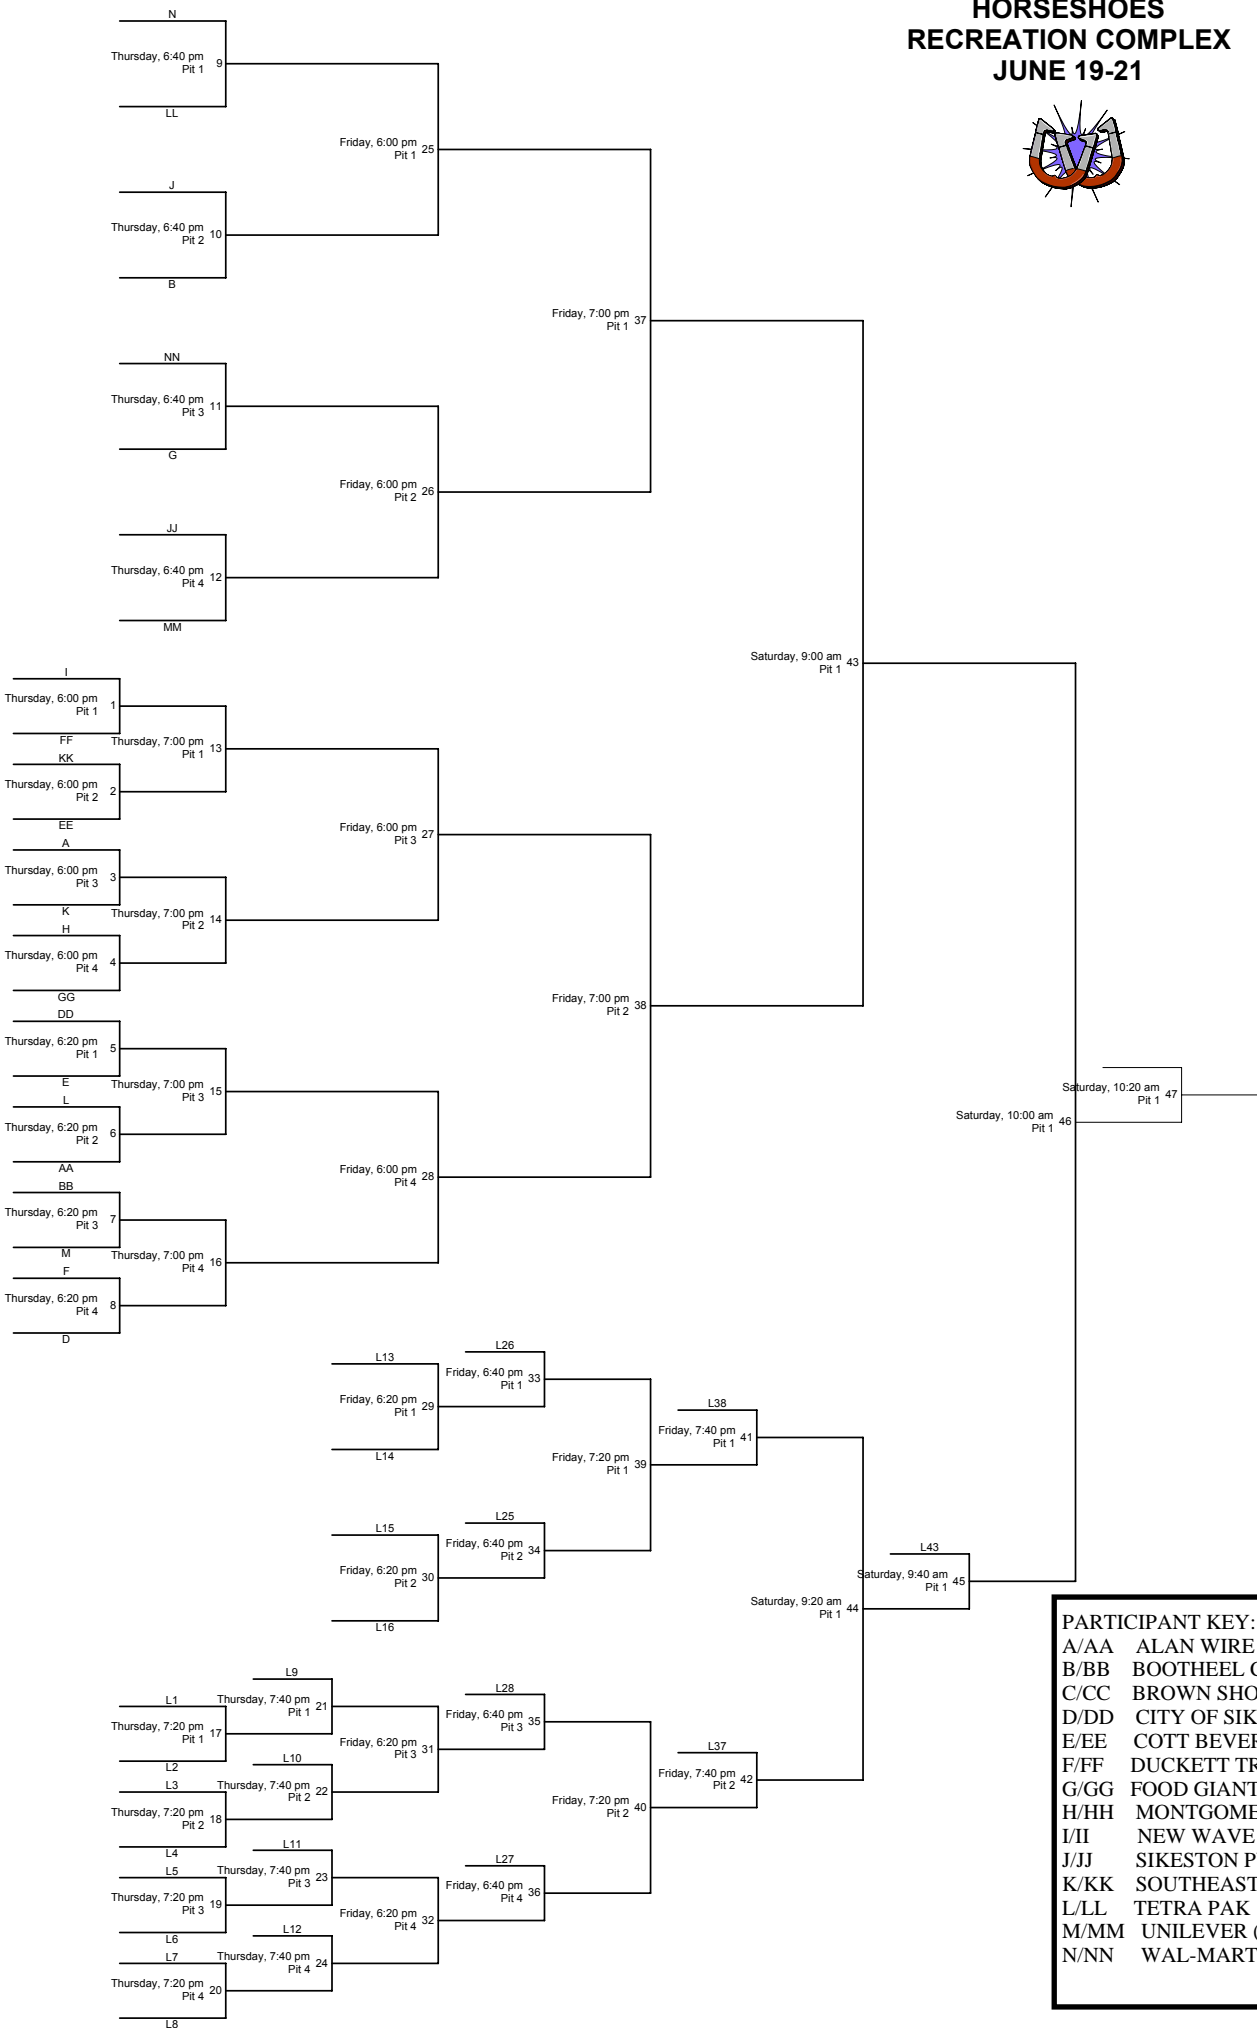 HORSESHOES
RECREATION COMPLEX
JUNE 19-21
N
Thursday, 6:40 pm
Pit 1
9
LL
J
Thursday, 6:40 pm
Pit 2
10
B
NN
Thursday, 6:40 pm
Pit 3
11
G
JJ
Thursday, 6:40 pm
Pit 4
12
MM
I
Thursday, 6:00 pm
Pit 1
1
FF
KK
Thursday, 6:00 pm
Pit 2
2
EE
A
Thursday, 6:00 pm
Pit 3
3
K
H
Thursday, 6:00 pm
Pit 4
4
GG
DD
Thursday, 6:20 pm
Pit 1
5
E
L
Thursday, 6:20 pm
Pit 2
6
AA
BB
Thursday, 6:20 pm
Pit 3
7
M
F
Thursday, 6:20 pm
Pit 4
8
D
Thursday, 7:00 pm
Pit 1
13
Thursday, 7:00 pm
Pit 2
14
Thursday, 7:00 pm
Pit 3
15
Thursday, 7:00 pm
Pit 4
16
Friday, 6:00 pm
Pit 1
25
Friday, 6:00 pm
Pit 2
26
Friday, 6:00 pm
Pit 3
27
Friday, 6:00 pm
Pit 4
28
Friday, 7:00 pm
Pit 1
37
Friday, 7:00 pm
Pit 2
38
Saturday, 9:00 am
Pit 1
43
Saturday, 10:00 am
Pit 1
46
Saturday, 10:20 am
Pit 1
47
L13
Friday, 6:20 pm
Pit 1
29
L14
L15
Friday, 6:20 pm
Pit 2
30
L16
L26
Friday, 6:40 pm
Pit 1
33
L25
Friday, 6:40 pm
Pit 2
34
Friday, 7:20 pm
Pit 1
39
L38
Friday, 7:40 pm
Pit 1
41
L1
Thursday, 7:20 pm
Pit 1
17
L2
L3
Thursday, 7:20 pm
Pit 2
18
L4
L5
Thursday, 7:20 pm
Pit 3
19
L6
L7
Thursday, 7:20 pm
Pit 4
20
L8
L9
Thursday, 7:40 pm
Pit 1
21
L10
Thursday, 7:40 pm
Pit 2
22
L11
Thursday, 7:40 pm
Pit 3
23
L12
Thursday, 7:40 pm
Pit 4
24
Friday, 6:20 pm
Pit 3
31
Friday, 6:20 pm
Pit 4
32
L28
Friday, 6:40 pm
Pit 3
35
L27
Friday, 6:40 pm
Pit 4
36
Friday, 7:20 pm
Pit 2
40
L37
Friday, 7:40 pm
Pit 2
42
Saturday, 9:20 am
Pit 1
44
L43
Saturday, 9:40 am
Pit 1
45
PARTICIPANT KEY:
A/AA ALAN WIRE
B/BB BOOTHEEL
C/CC BROWN SHO
D/DD CITY OF SIK
E/EE COTT BEVER
F/FF DUCKETT TR
G/GG FOOD GIANT
H/HH MONTGOME
I/II NEW WAVE
J/JJ SIKESTON P
K/KK SOUTHEAST
L/LL TETRA PAK
M/MM UNILEVER (
N/NN WAL-MART